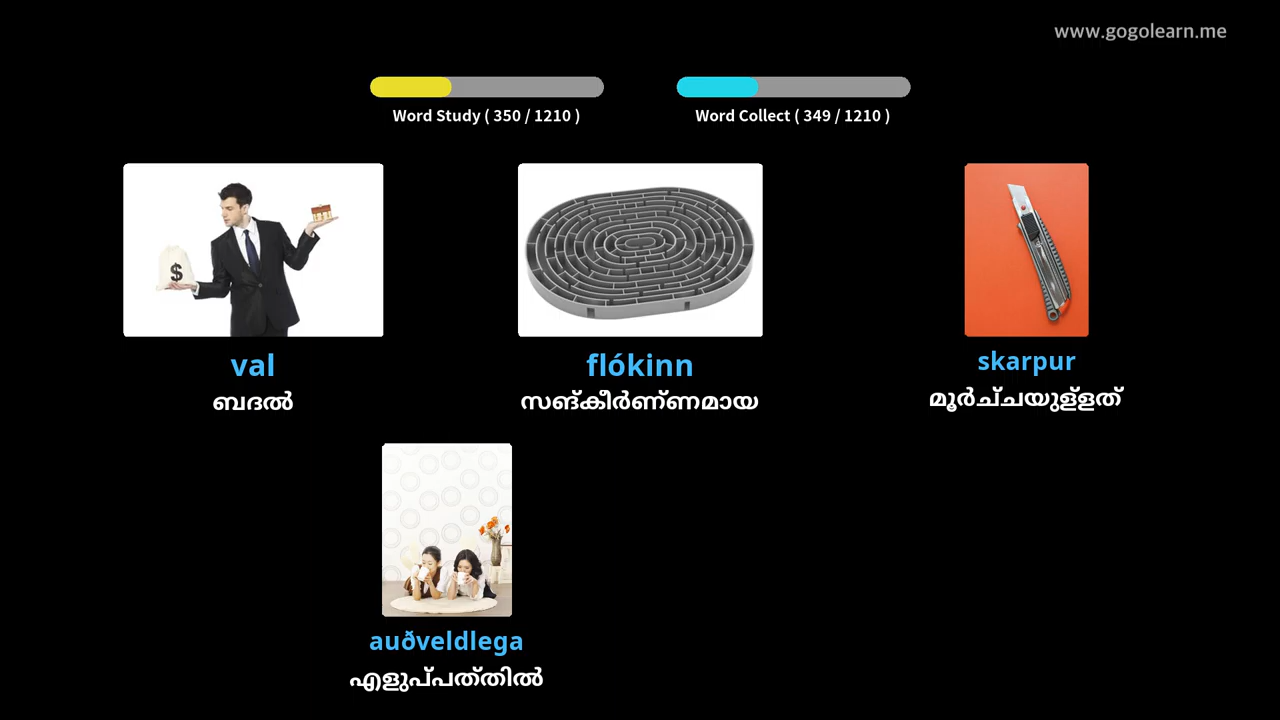 www.gogolearn.me
Word Study ( 350 / 1210 )
Word Collect ( 349 / 1210 )
$
val
flókinn
skarpur
ബദൽ
സങ്കീർണ്ണമായ
മൂർച്ചയുള്ളത്
auðveldlega
എളുപ്പത്തിൽ